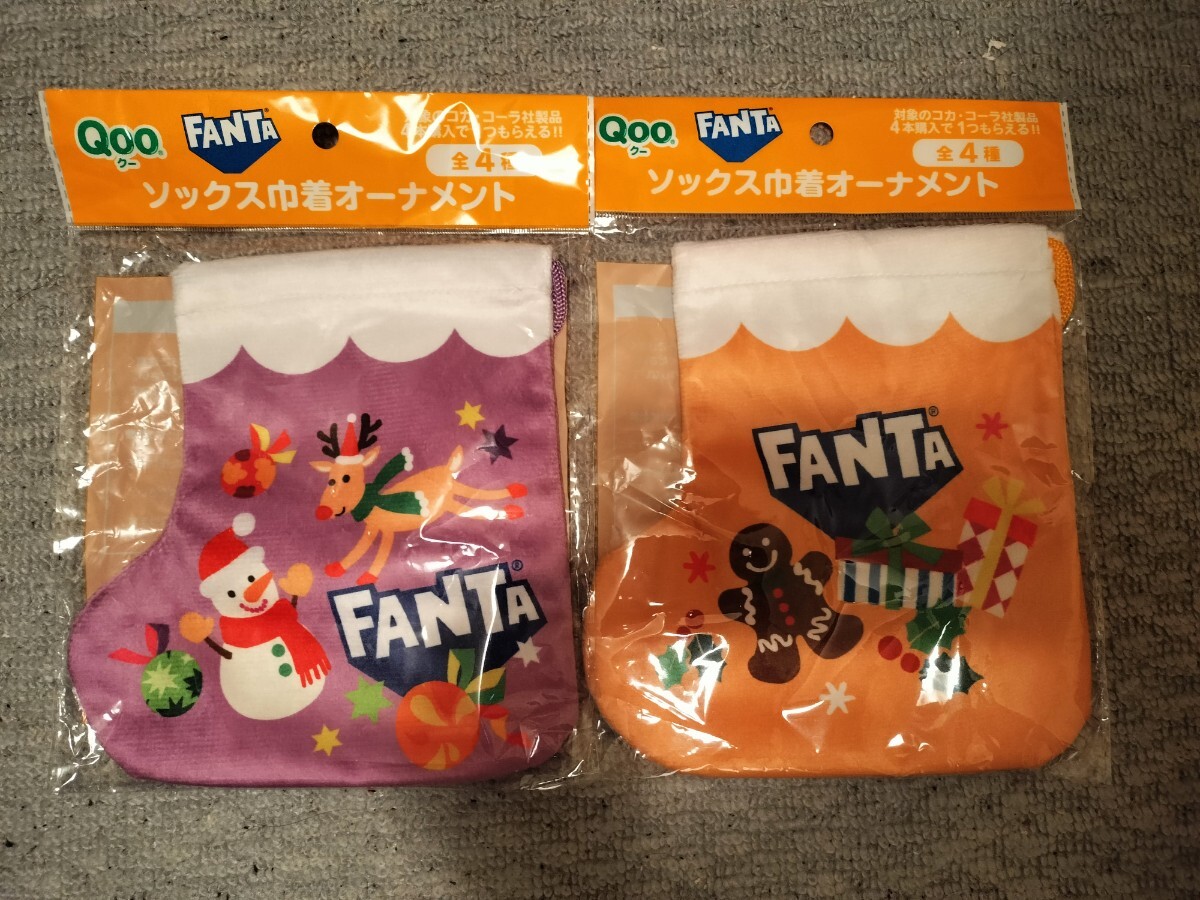 Qoo
クー
FANTA®
対象のコカ・コーラ社製品
4本購入で1つもらえる!!
全4種
ソックス巾着オーナメント
FANTA®
Qoo
クー
FANTA®
対象のコカ・コーラ社製品
4本購入で1つもらえる!!
全4種
ソックス巾着オーナメント
FANTA®